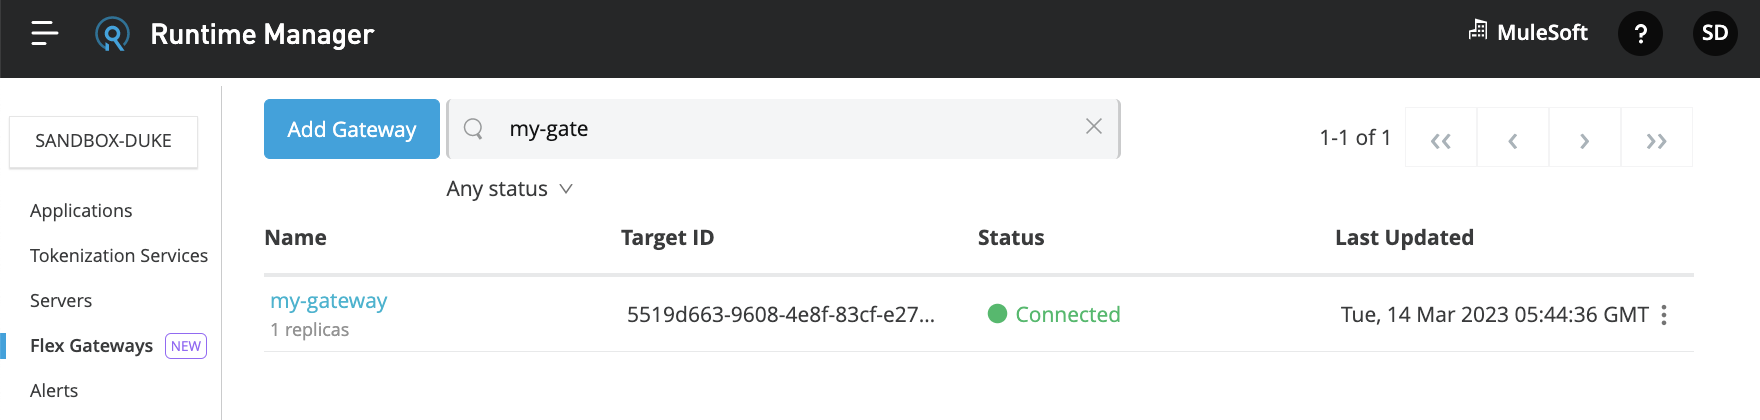 Runtime Manager
MuleSoft
?
SD
SANDBOX-DUKE
Applications
Tokenization Services
Servers
Flex Gateways NEW
Alerts
Add Gateway
my-gate
1-1 of 1
Any status
Name Target ID Status Last Updated
my-gateway 5519d663-9608-4e8f-83cf-e27... Connected Tue, 14 Mar 2023 05:44:36 GMT
1 replicas